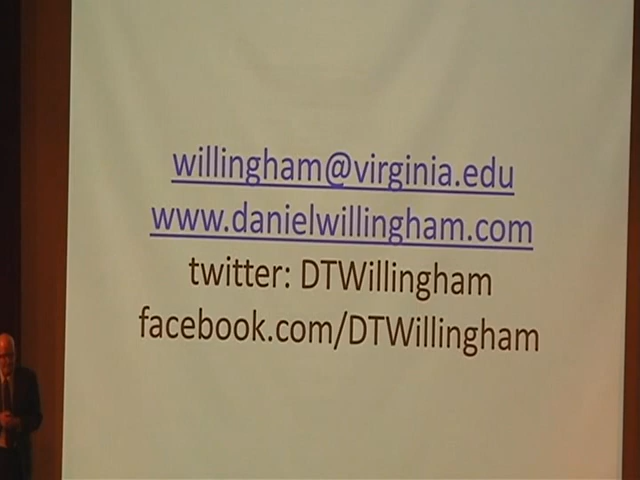 willingham@virginia.edu
www.danielwillingham.com
twitter: DTWillingham
facebook.com/DTWillingham